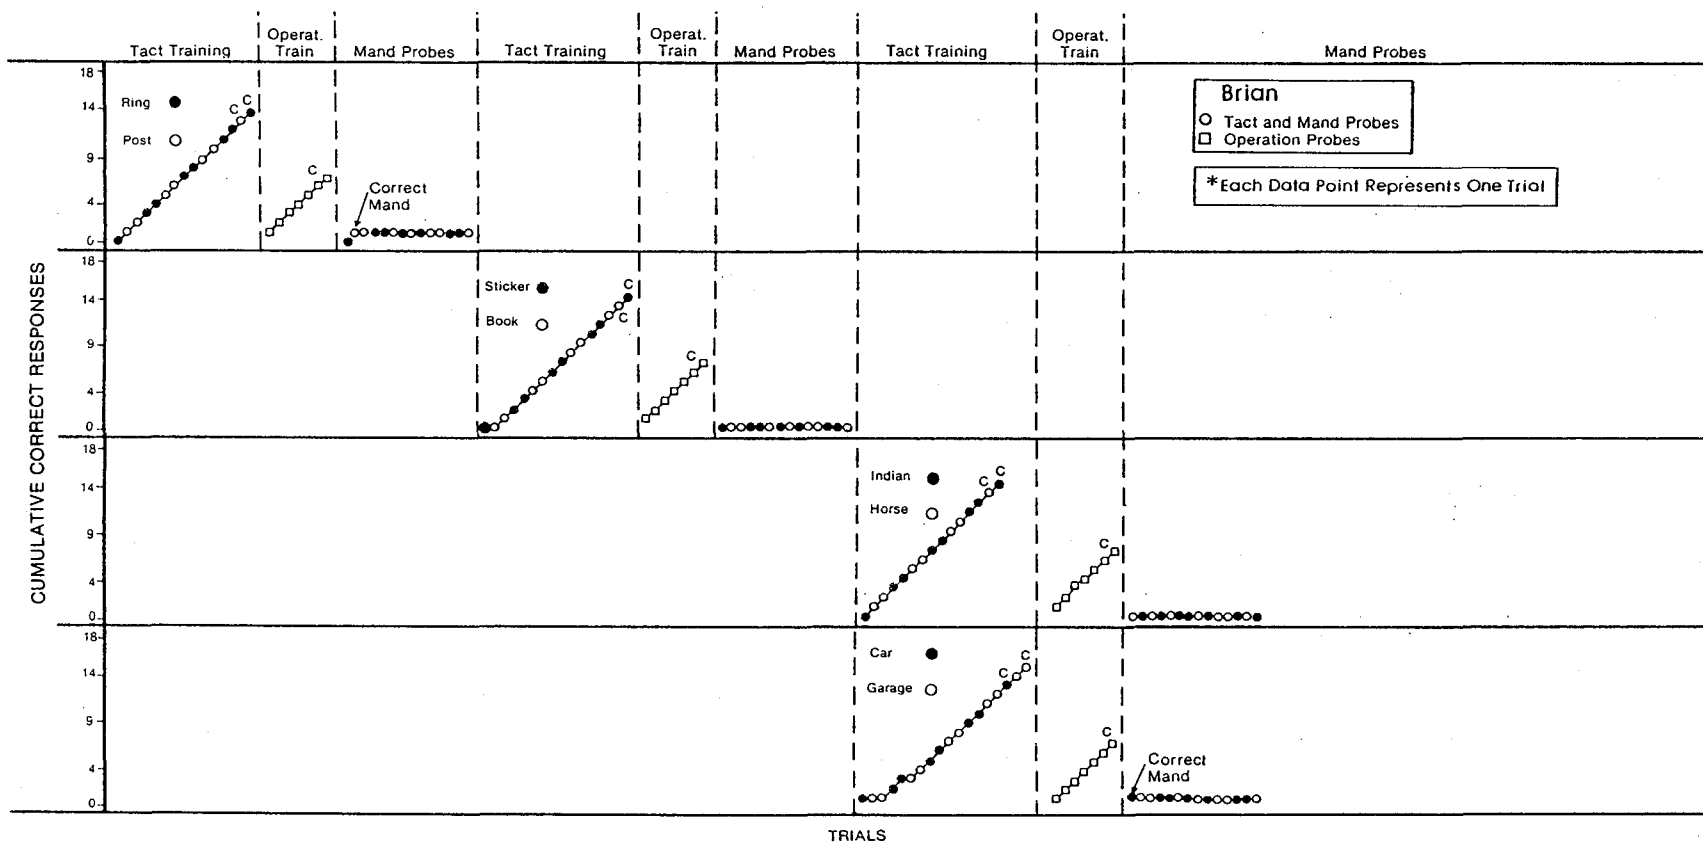 Tact Training
Operat.
Train
Mand Probes
Tact Training
Operat.
Train
Mand Probes
Tact Training
Operat.
Train
Mand Probes
CUMULATIVE CORRECT RESPONSES
18
14
9
4
0
Ring
Post
C C
C
Correct
Mand
Brian
Tact and Mand Probes
Operation Probes
*Each Data Point Represents One Trial
18
14
9
4
0
Sticker
Book
C
C
C
18
14
9
4
0
Indian
Horse
C
C
C
18
14
9
4
0
Car
Garage
C
C
C
Correct
Mand
TRIALS